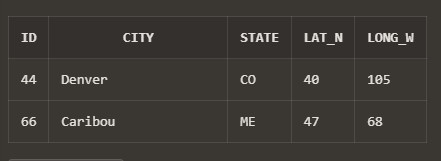 ID CITY STATE LAT_N LONG_W
44 Denver CO 40 105
66 Caribou ME 47 68